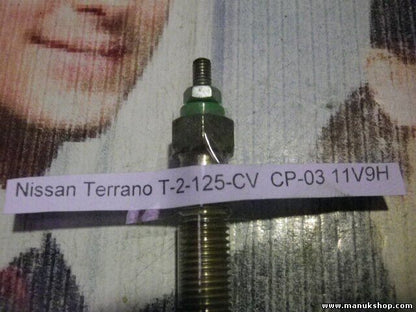 Nissan Terrano T-2-125-CV CP-03 11V9H
www.manukshop.com